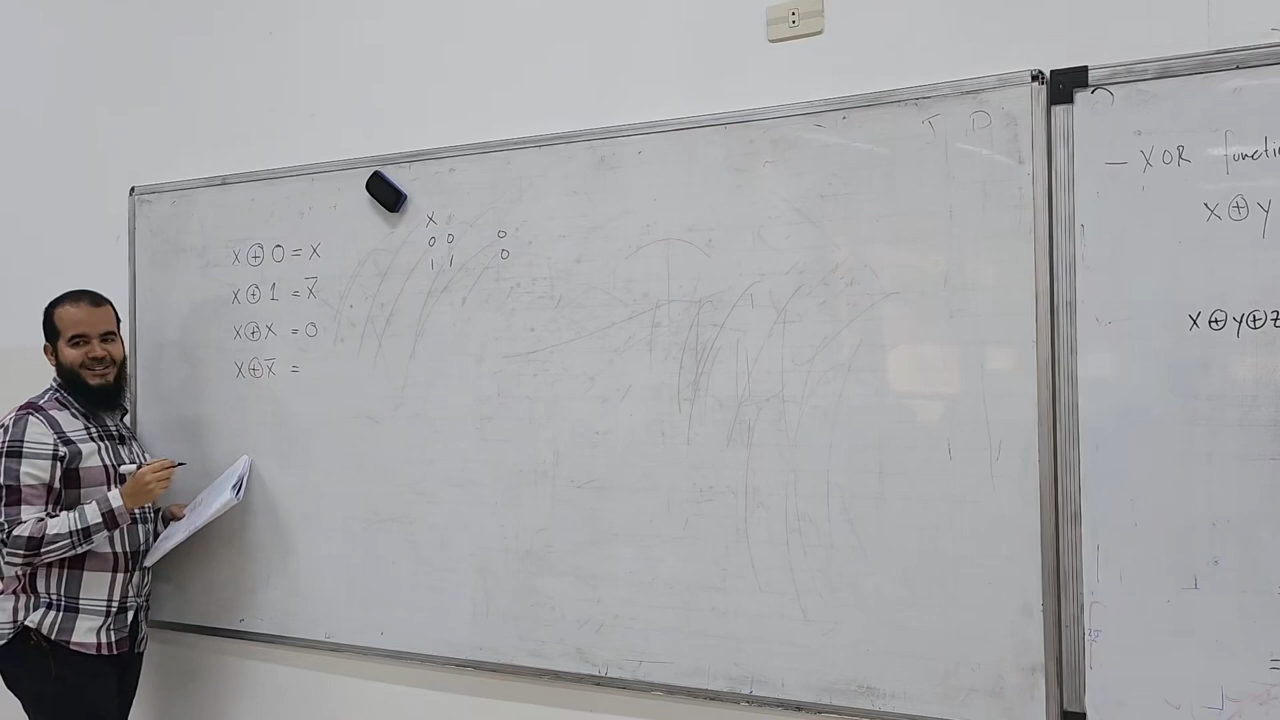 X ⊕ 0 = X
X ⊕ 1 = X̅
X ⊕ X = 0
X ⊕ X̅ =
X
0 0 0
1 1 0
J D
- XOR functi
X ⊕ y
X ⊕ y ⊕ z